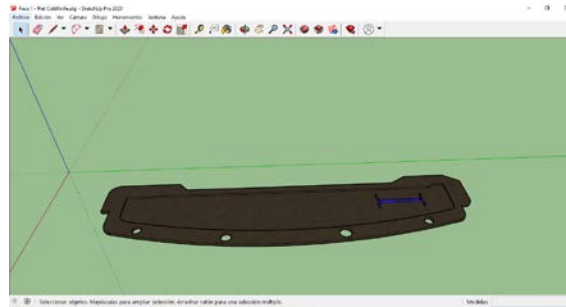 Archivo Edición Ver Cámara Dibujo Herramientas Ventana Ayuda
Seleccionar objetos. Mayúsculas para ampliar selección. Arrastrar ratón para una selección múltiple.
Medidas